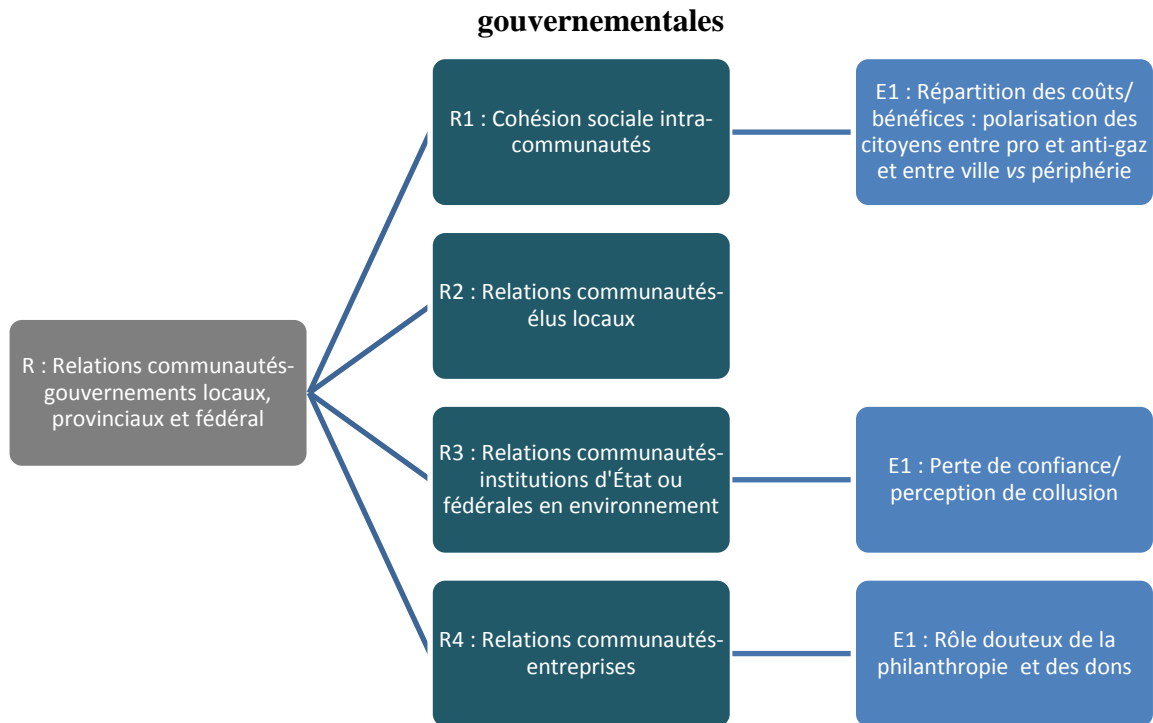 gouvernementales
R : Relations communautés-
gouvernements locaux,
provinciaux et fédéral
R1 : Cohésion sociale intra-
communautés
E1 : Répartition des coûts/
bénéfices : polarisation des
citoyens entre pro et anti-gaz
et entre ville vs périphérie
R2 : Relations communautés-
élus locaux
R3 : Relations communautés-
institutions d'État ou
fédérales en environnement
E1 : Perte de confiance/
perception de collusion
R4 : Relations communautés-
entreprises
E1 : Rôle douteux de la
philanthropie et des dons